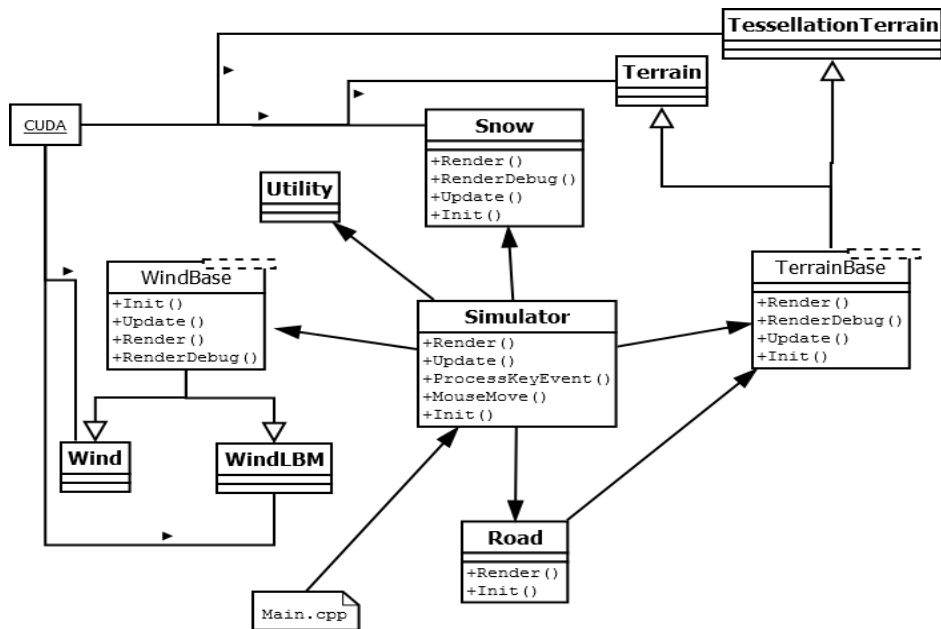 TessellationTerrain
Terrain
CUDA
Snow
+Render()
+RenderDebug()
+Update()
+Init()
Utility
WindBase
+Init()
+Update()
+Render()
+RenderDebug()
TerrainBase
+Render()
+RenderDebug()
+Update()
+Init()
Simulator
+Render()
+Update()
+ProcessKeyEvent()
+MouseMove()
+Init()
Wind
WindLBM
Road
+Render()
+Init()
Main.cpp